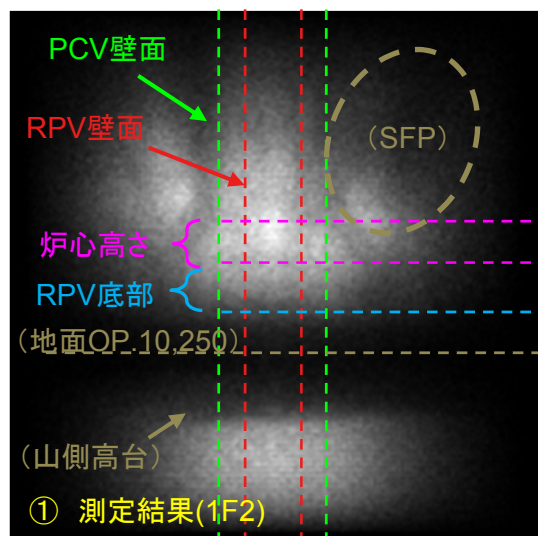 PCV壁面
RPV壁面
(SFP)
炉心高さ
RPV底部
(地面OP.10,250)
(山側高台)
① 測定結果(1F2)